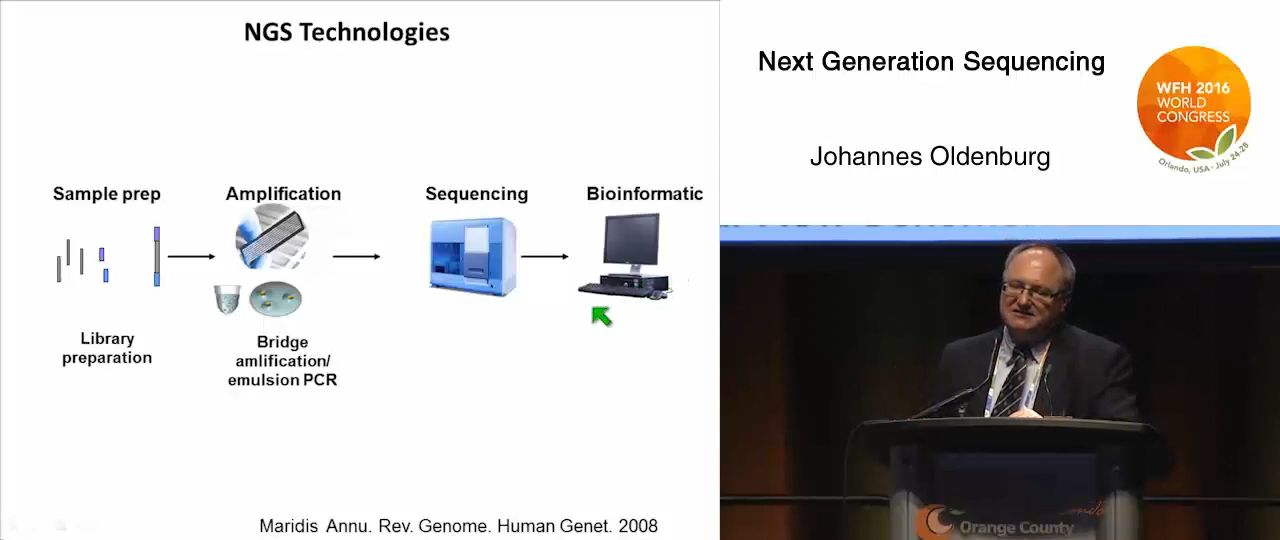 NGS Technologies
Sample prep
Amplification
Sequencing
Bioinformatic
Library
preparation
Bridge
amlification/
emulsion PCR
Maridis Annu. Rev. Genome. Human Genet. 2008
Next Generation Sequencing
Johannes Oldenburg
WFH 2016
WORLD
CONGRESS
Orlando, USA · July 24-28
Orange County